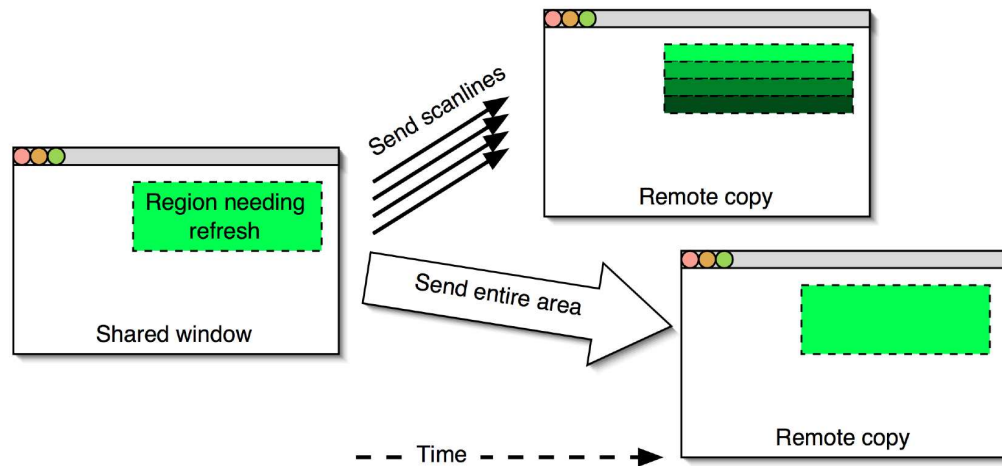 Send scanlines
Remote copy
Region needing
refresh
Shared window
Send entire area
Remote copy
Time